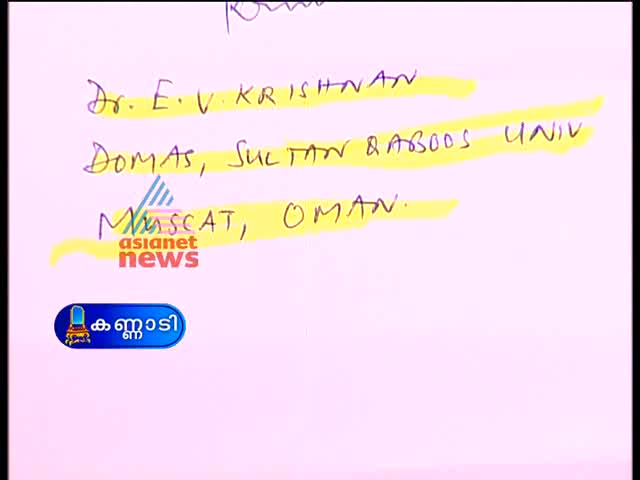 Dr. E. V. KRISHNAN
DOMAS, SULTAN QABOOS UNIV
MUSCAT, OMAN.
asianet
news
കണ്ണാടി